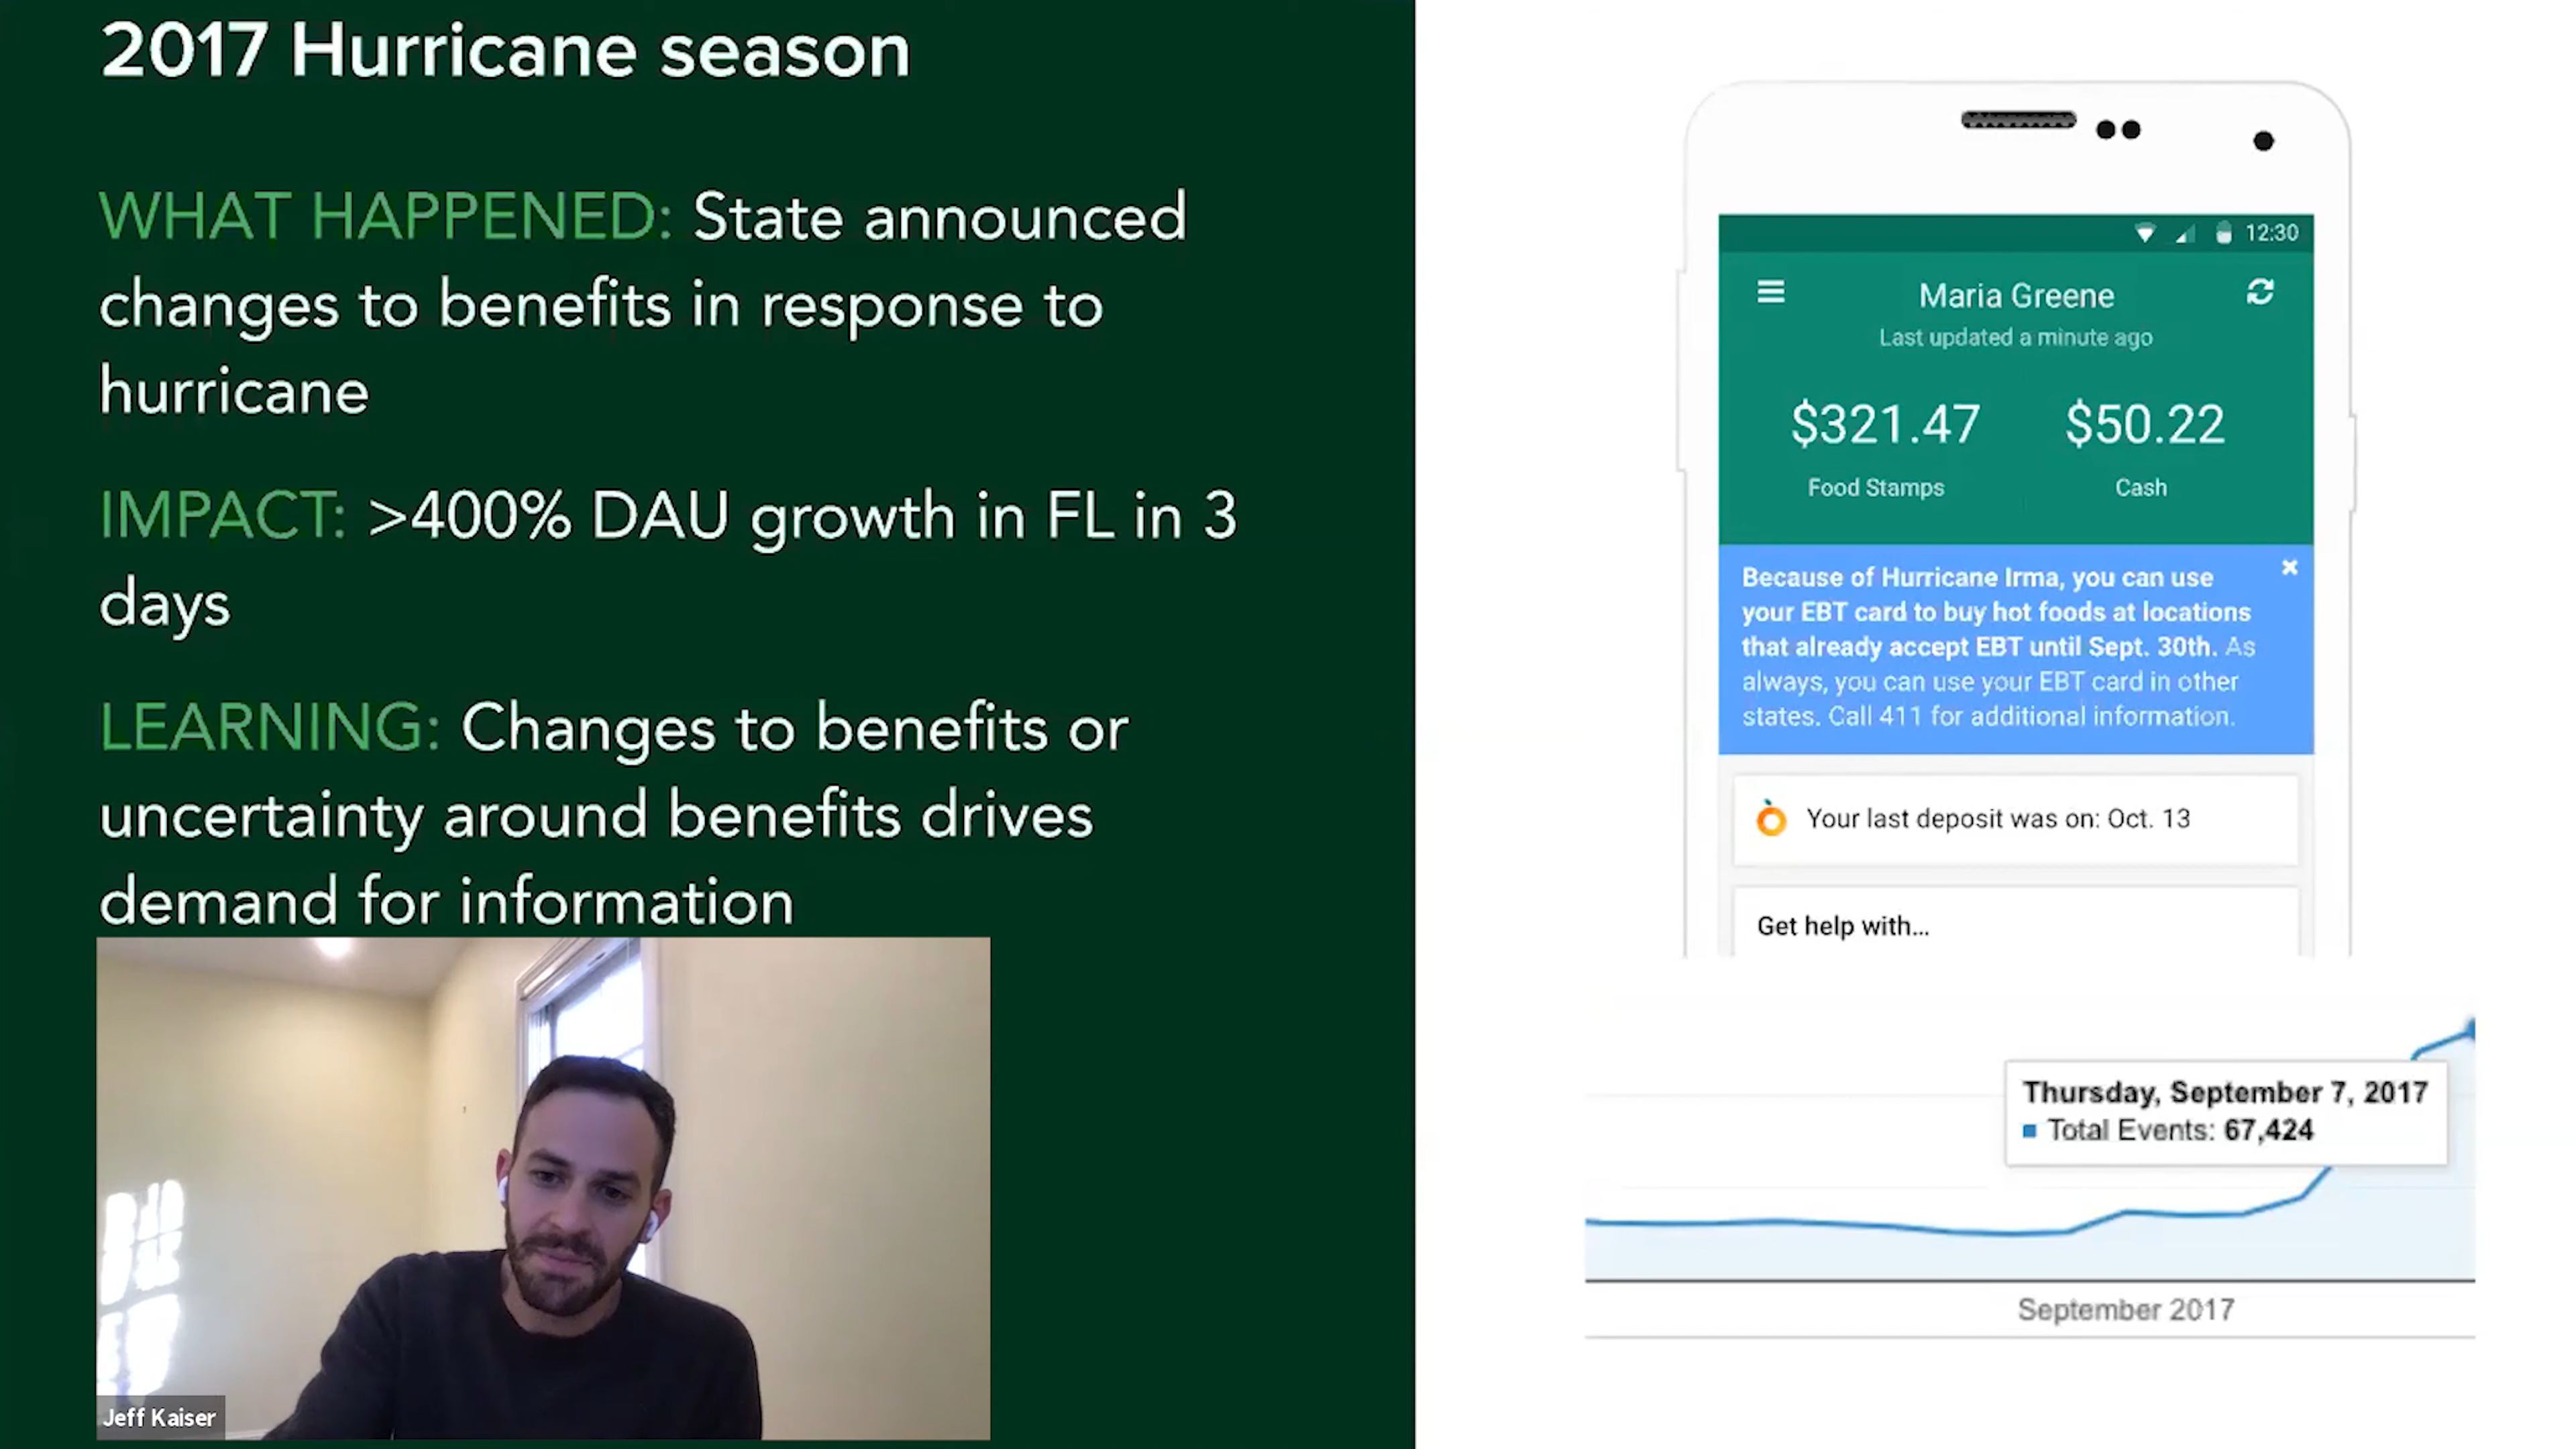 2017 Hurricane season
WHAT HAPPENED: State announced
changes to benefits in response to
hurricane
IMPACT: >400% DAU growth in FL in 3
days
LEARNING: Changes to benefits or
uncertainty around benefits drives
demand for information
Jeff Kaiser
12:30
Maria Greene
Last updated a minute ago
$321.47 $50.22
Food Stamps Cash
Because of Hurricane Irma, you can use
your EBT card to buy hot foods at locations
that already accept EBT until Sept. 30th. As
always, you can use your EBT card in other
states. Call 411 for additional information.
Your last deposit was on: Oct. 13
Get help with...
Thursday, September 7, 2017
Total Events: 67,424
September 2017